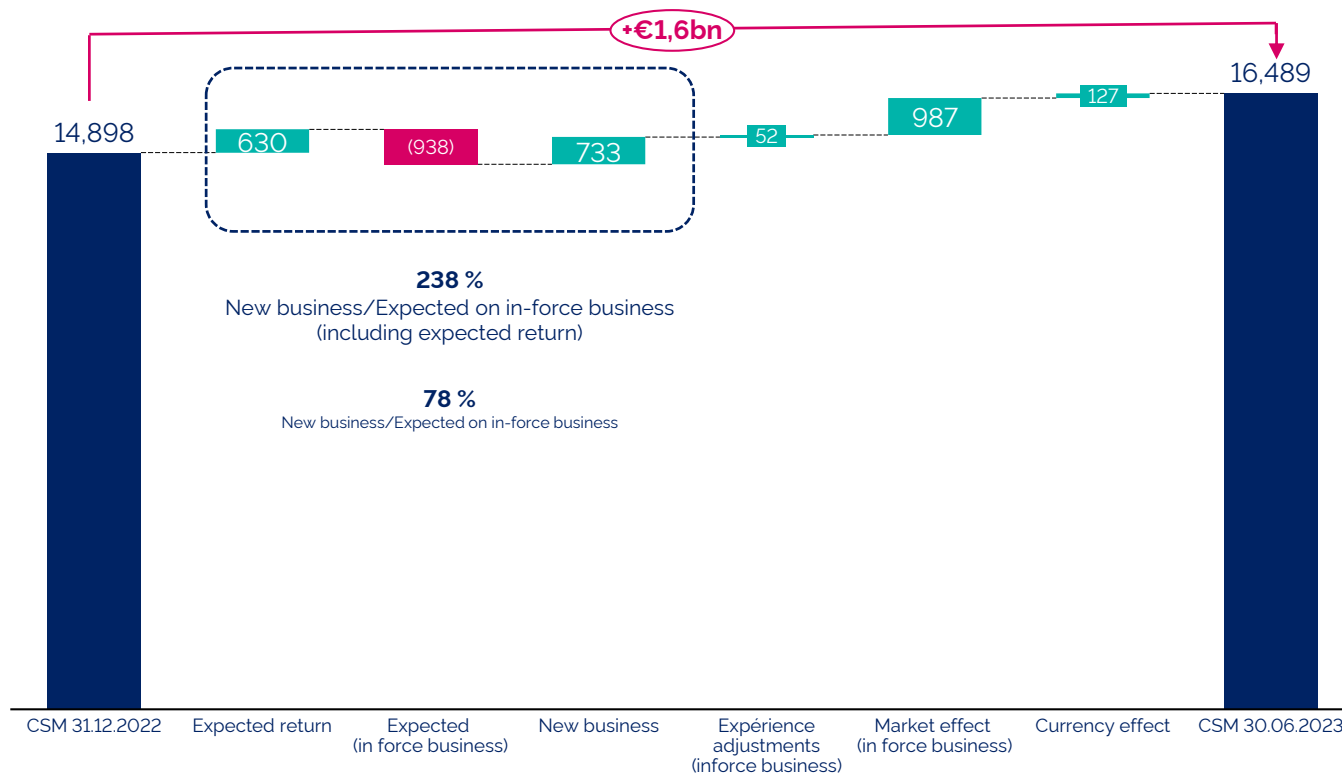 +€1,6bn
16,489
14,898
630
(938)
733
52
987
127
238 %
New business/Expected on in-force business
(including expected return)
78 %
New business/Expected on in-force business
CSM 31.12.2022
Expected return
Expected
(in force business)
New business
Expérience
adjustments
(inforce business)
Market effect
(in force business)
Currency effect
CSM 30.06.2023